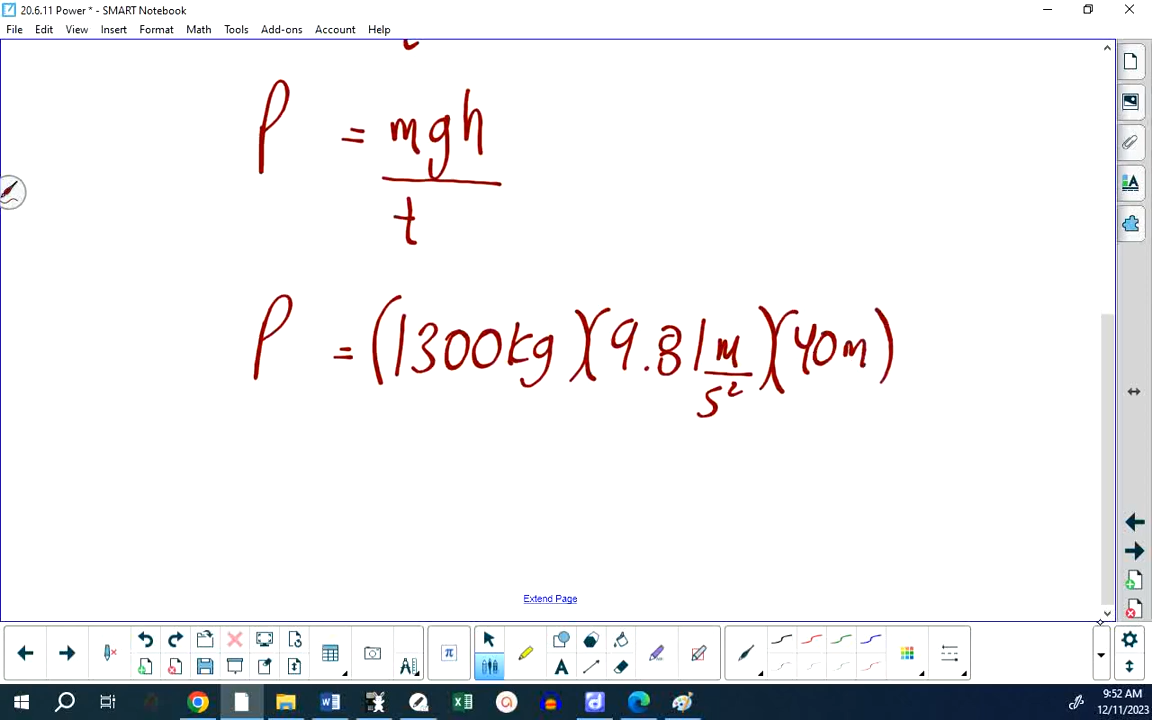 20.6.11 Power * - SMART Notebook
File Edit View Insert Format Math Tools Add-ons Account Help
P = mgh
t
P = (1300kg)(9.81m)(40m)
s²
Extend Page
9:52 AM
12/11/2023